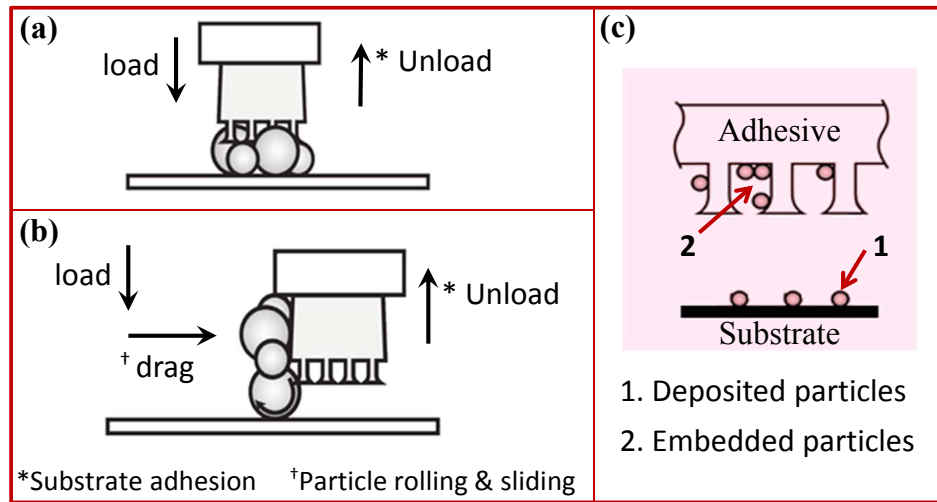 (a)
load
* Unload
(b)
load
† drag
* Unload
*Substrate adhesion †Particle rolling & sliding
(c)
Adhesive
2
1
Substrate
1. Deposited particles
2. Embedded particles